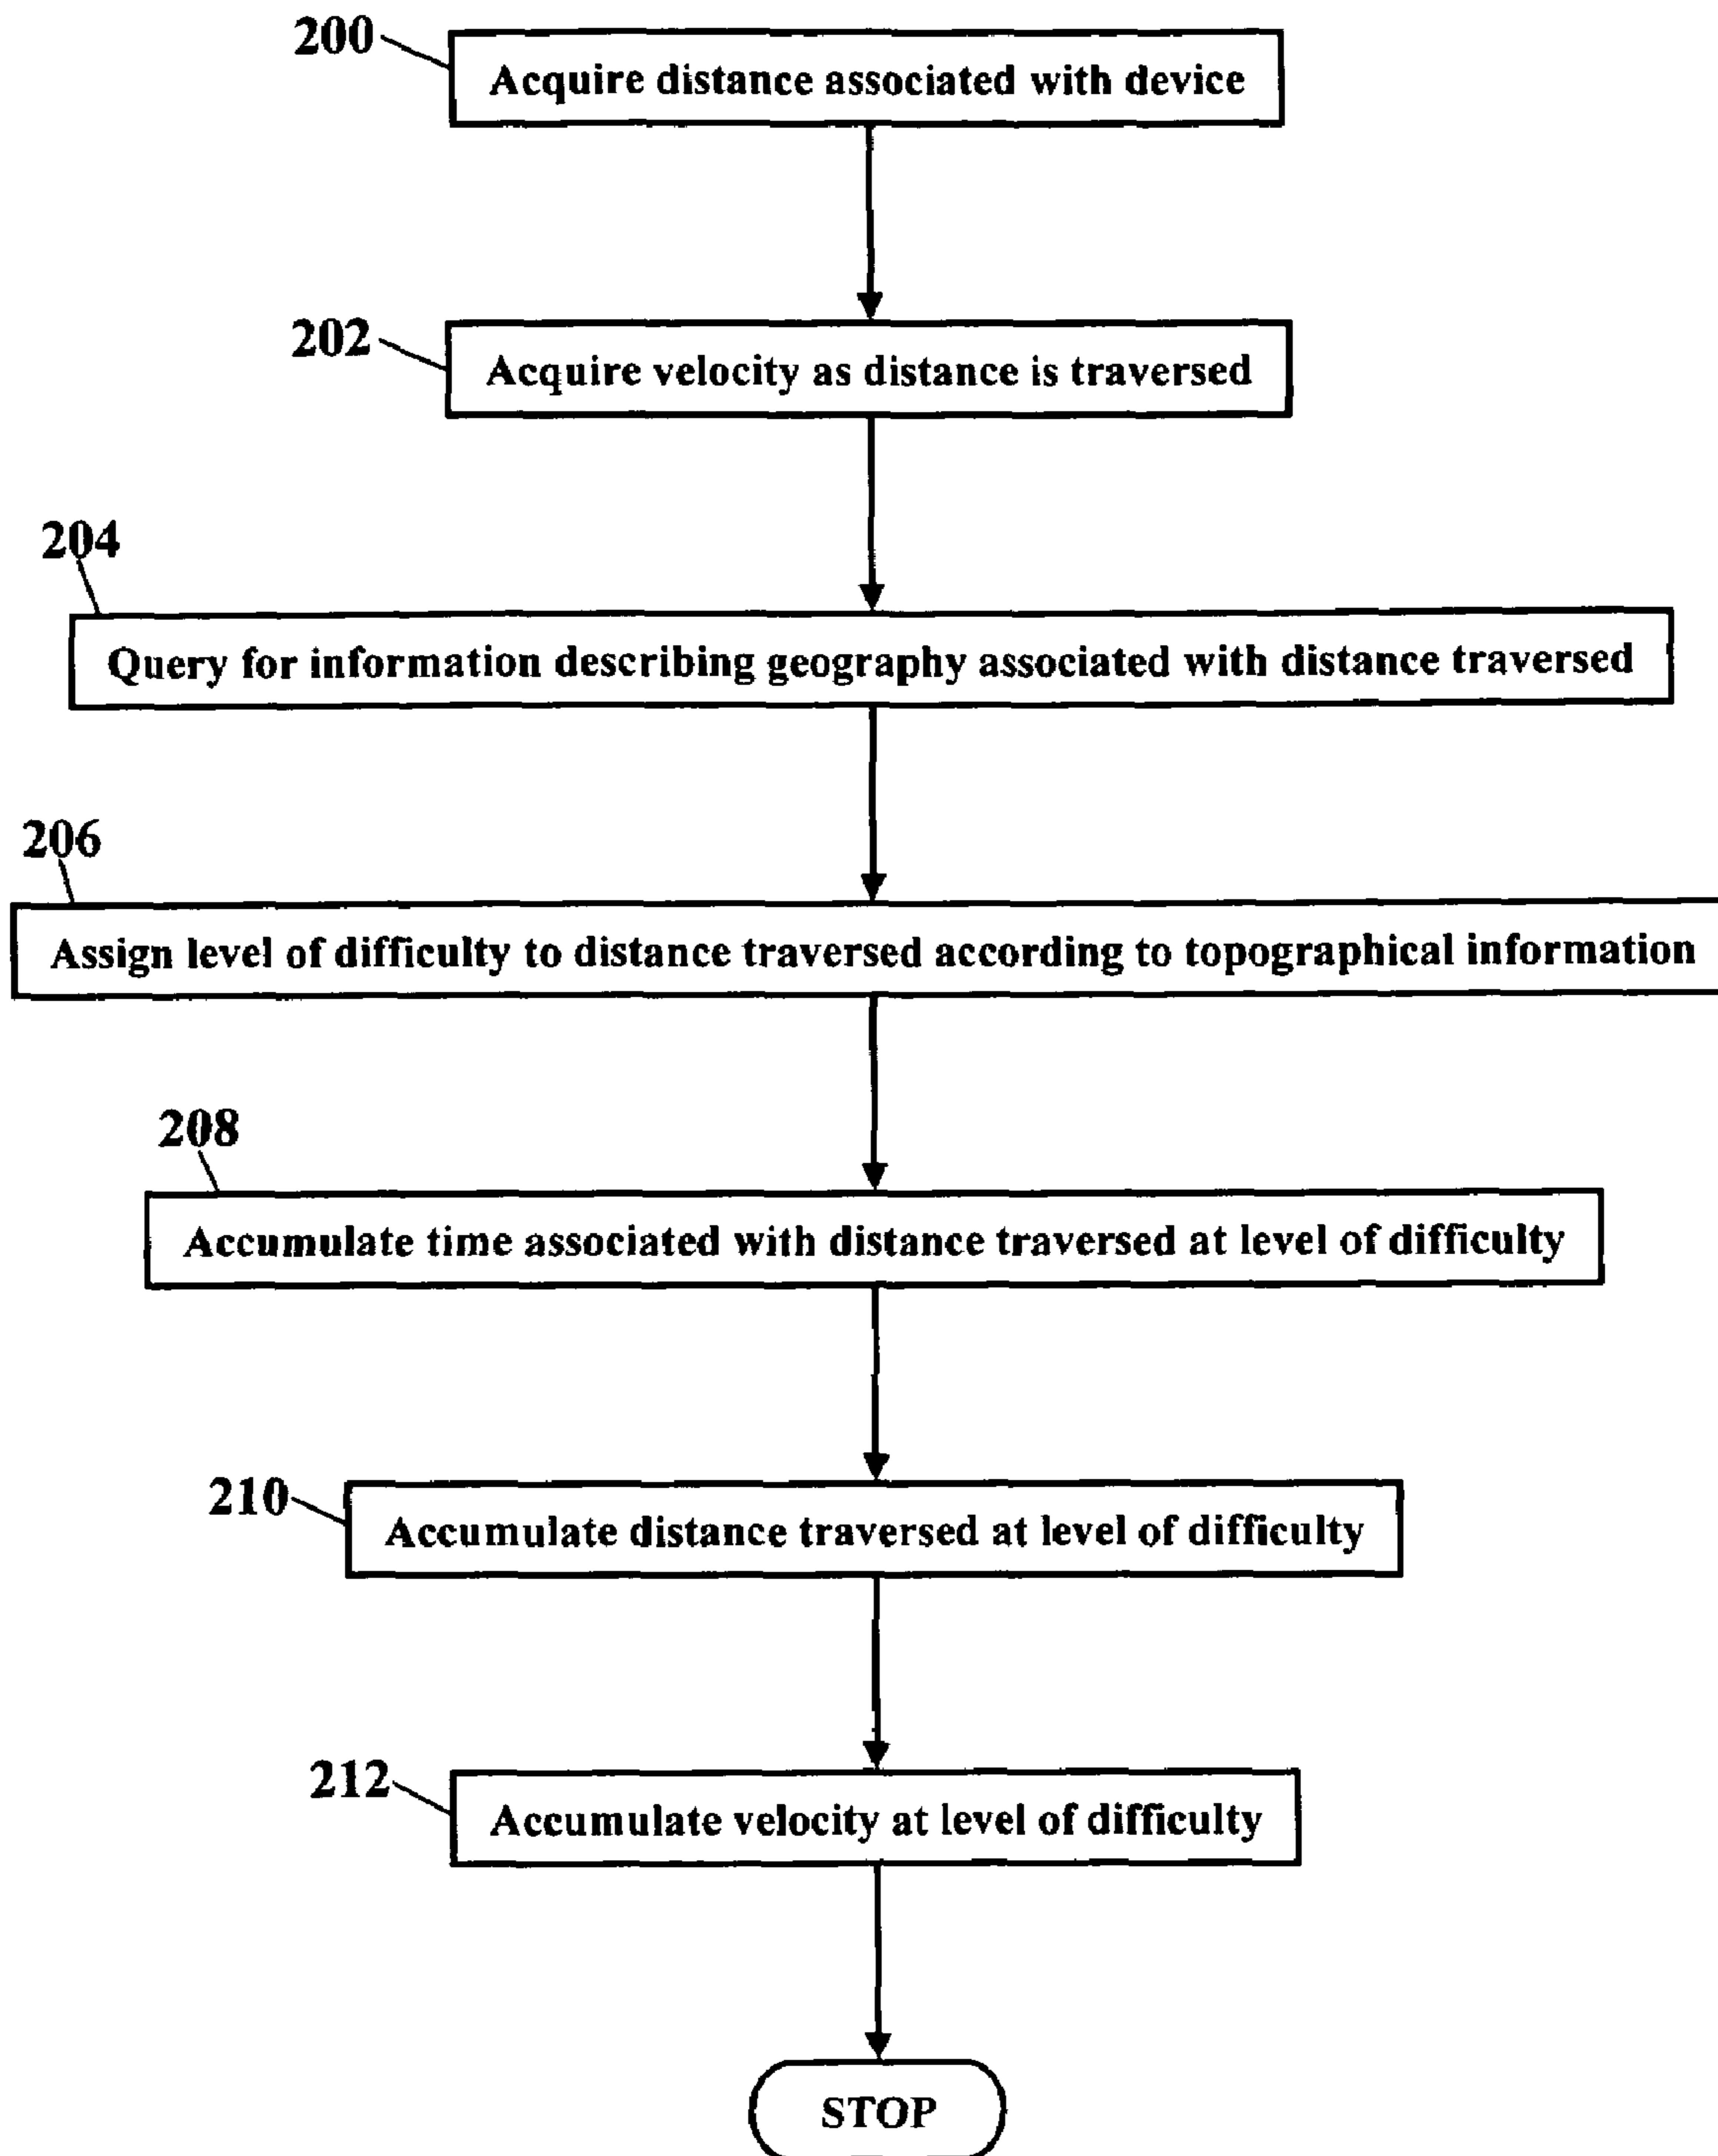 200
Acquire distance associated with device
202
Acquire velocity as distance is traversed
204
Query for information describing geography associated with distance traversed
206
Assign level of difficulty to distance traversed according to topographical information
208
Accumulate time associated with distance traversed at level of difficulty
210
Accumulate distance traversed at level of difficulty
212
Accumulate velocity at level of difficulty
STOP